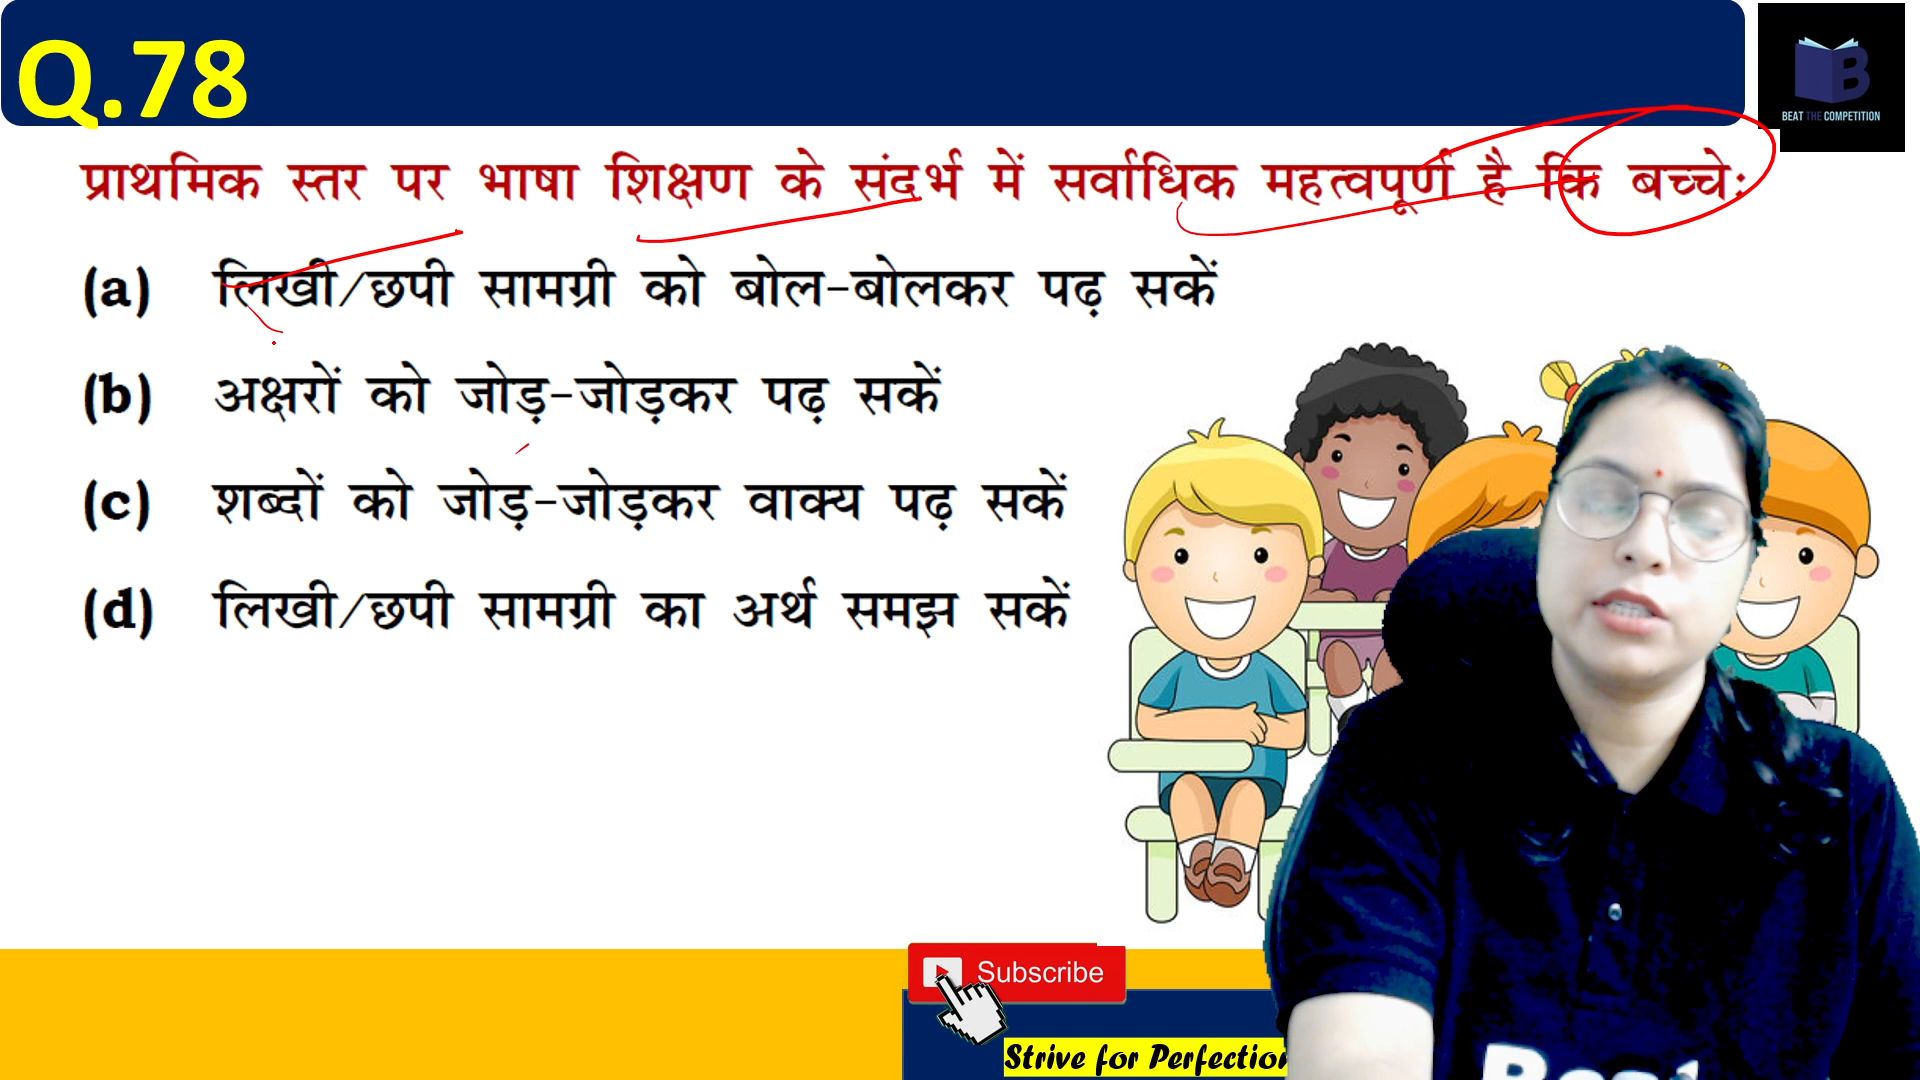 Q.78
BEAT THE COMPETITION
प्राथमिक स्तर पर भाषा शिक्षण के संदर्भ में सर्वाधिक महत्वपूर्ण है कि बच्चे:
(a) लिखी/छपी सामग्री को बोल-बोलकर पढ़ सकें
(b) अक्षरों को जोड़-जोड़कर पढ़ सकें
(c) शब्दों को जोड़-जोड़कर वाक्य पढ़ सकें
(d) लिखी/छपी सामग्री का अर्थ समझ सकें
Subscribe
Strive for Perfection